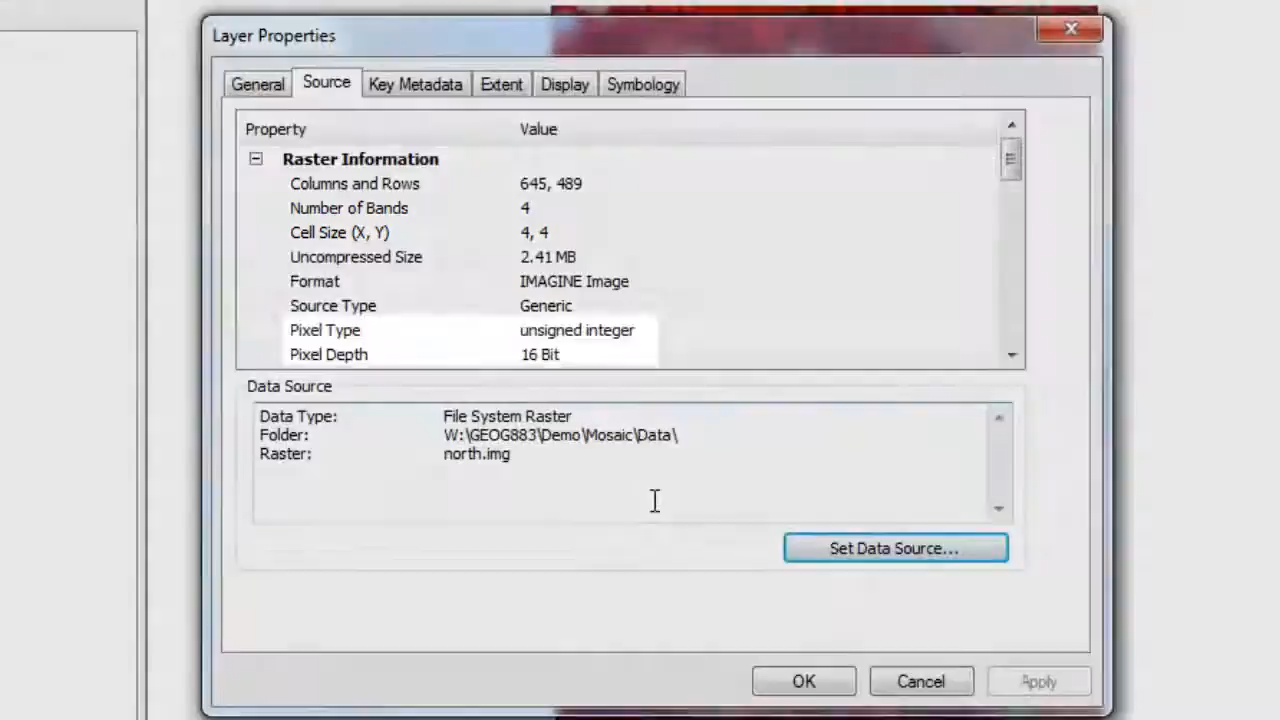 Layer Properties
General Source Key Metadata Extent Display Symbology
Property Value
Raster Information
Columns and Rows 645, 489
Number of Bands 4
Cell Size (X, Y) 4, 4
Uncompressed Size 2.41 MB
Format IMAGINE Image
Source Type Generic
Pixel Type unsigned integer
Pixel Depth 16 Bit
Data Source
Data Type: File System Raster
Folder: W:\GEOG883\Demo\Mosaic\Data\
Raster: north.img
Set Data Source...
OK Cancel Apply